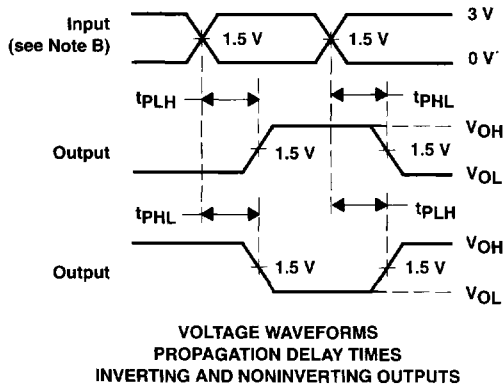 Input
(see Note B)
3 V
1.5 V
1.5 V
0 V
tPLH
tPHL
Output
VOH
1.5 V
1.5 V
VOL
tPHL
tPLH
Output
VOH
1.5 V
1.5 V
VOL
VOLTAGE WAVEFORMS
PROPAGATION DELAY TIMES
INVERTING AND NONINVERTING OUTPUTS